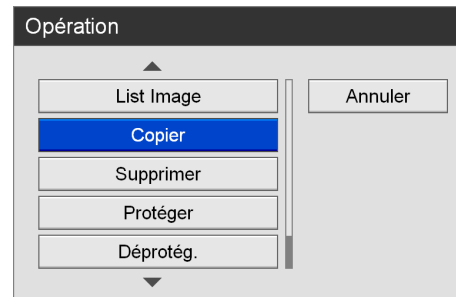 Opération
List Image
Annuler
Copier
Supprimer
Protéger
Déprotég.